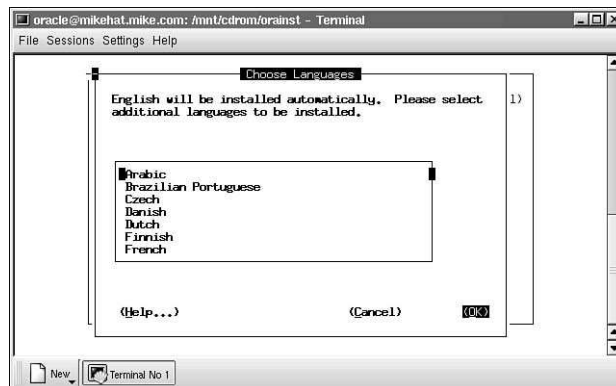 oracle@mikehat.mike.com: /mnt/cdrom/orainst - Terminal
File Sessions Settings Help
Choose Languages
English will be installed automatically. Please select 1)
additional languages to be installed.
Arabic
Brazilian Portuguese
Czech
Danish
Dutch
Finnish
French
(Help...) (Cancel) (OK)
New Terminal No 1